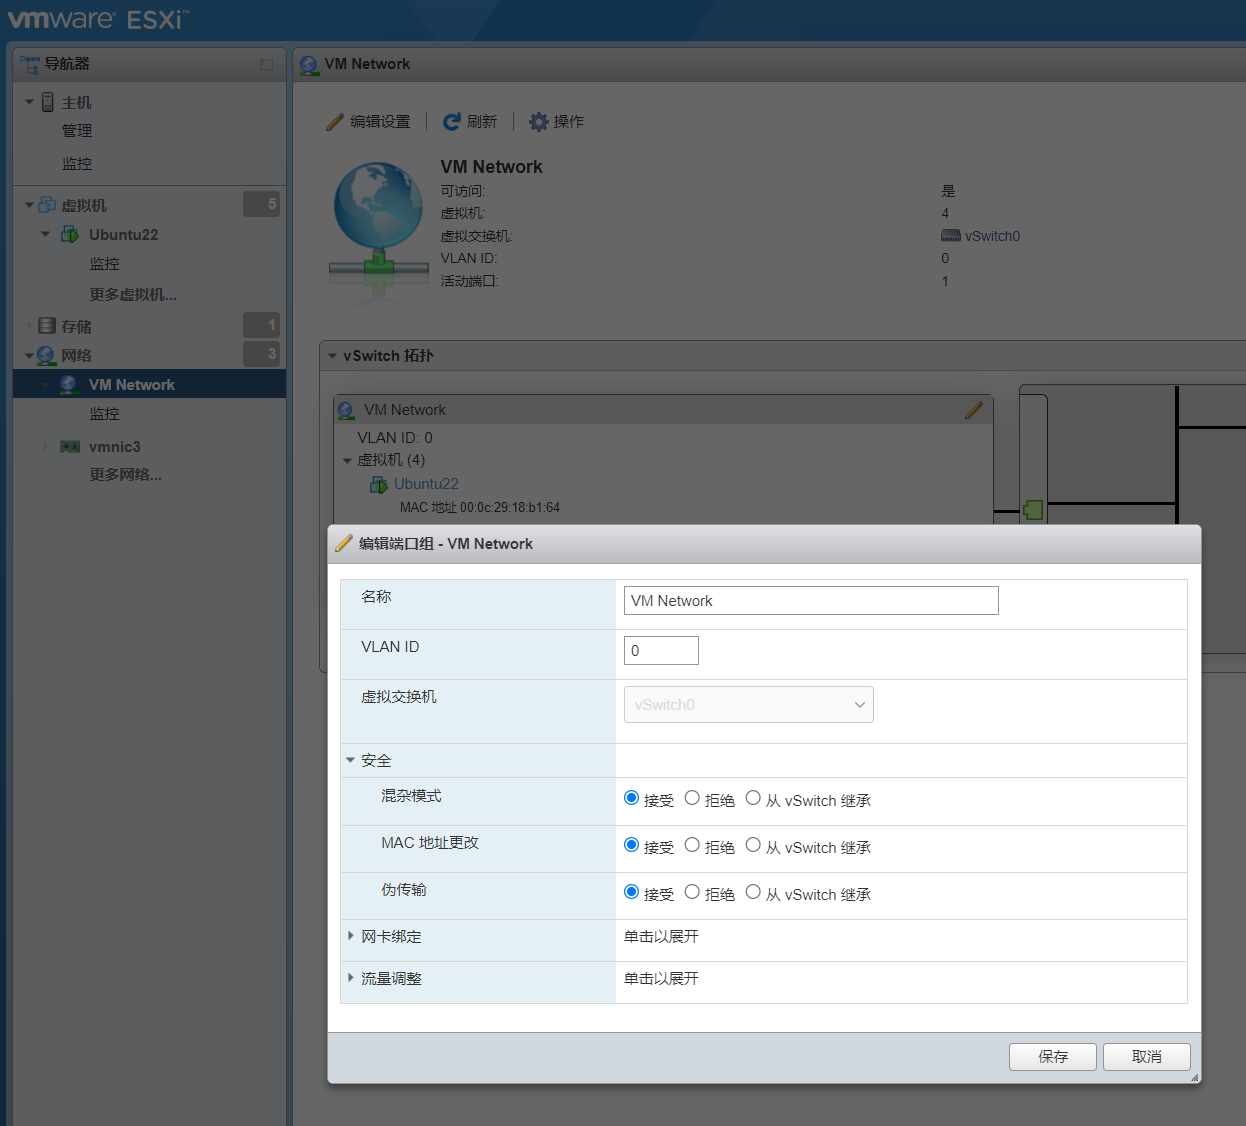 vmware ESXi™
导航器
VM Network
主机
管理
监控
虚拟机 5
Ubuntu22
监控
更多虚拟机...
存储 1
网络 3
VM Network
监控
vmnic3
更多网络...
编辑设置 刷新 操作
VM Network
可访问: 是
虚拟机: 4
虚拟交换机: vSwitch0
VLAN ID: 0
活动端口: 1
vSwitch 拓扑
VM Network
VLAN ID: 0
虚拟机 (4)
Ubuntu22
MAC 地址 00:0c:29:18:b1:64
编辑端口组 - VM Network
名称 VM Network
VLAN ID 0
虚拟交换机 vSwitch0
安全
混杂模式 接受 拒绝 从 vSwitch 继承
MAC 地址更改 接受 拒绝 从 vSwitch 继承
伪传输 接受 拒绝 从 vSwitch 继承
网卡绑定 单击以展开
流量调整 单击以展开
保存 取消